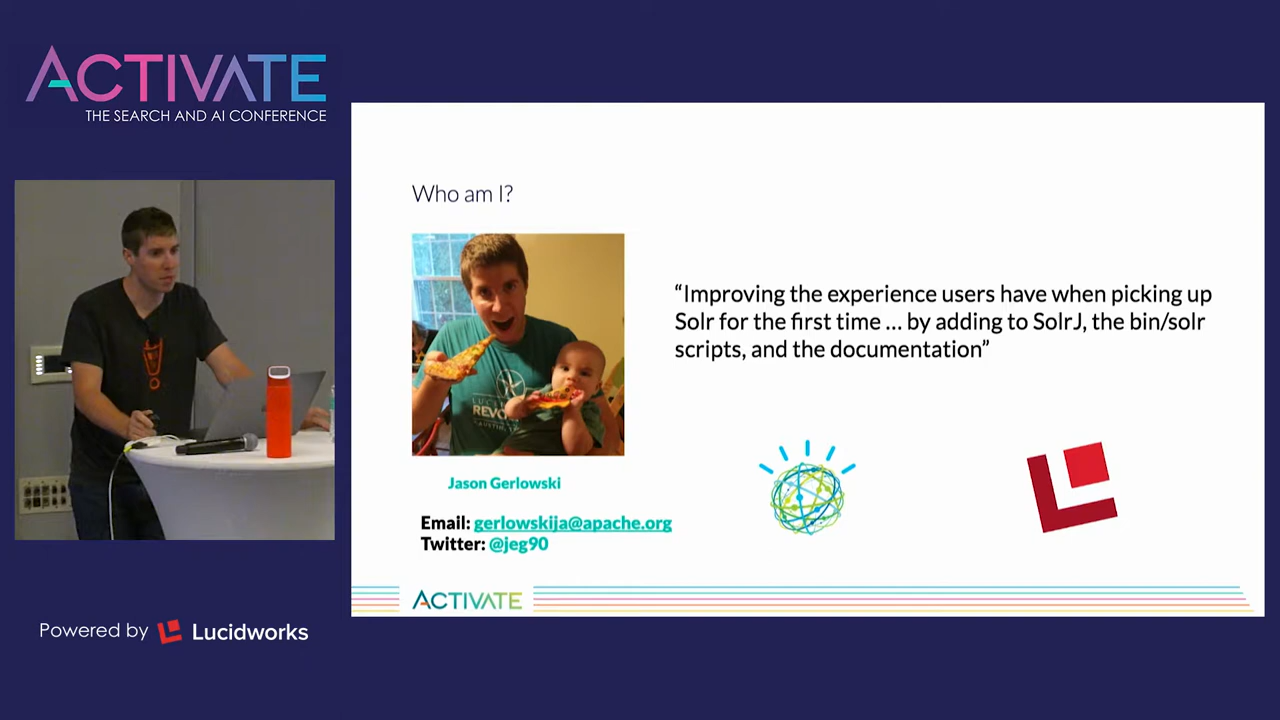 ACTIVATE
THE SEARCH AND AI CONFERENCE
Who am I?
“Improving the experience users have when picking up
Solr for the first time ... by adding to SolrJ, the bin/solr
scripts, and the documentation”
Jason Gerlowski
Email: gerlowskija@apache.org
Twitter: @jeg90
ACTIVATE
Powered by Lucidworks